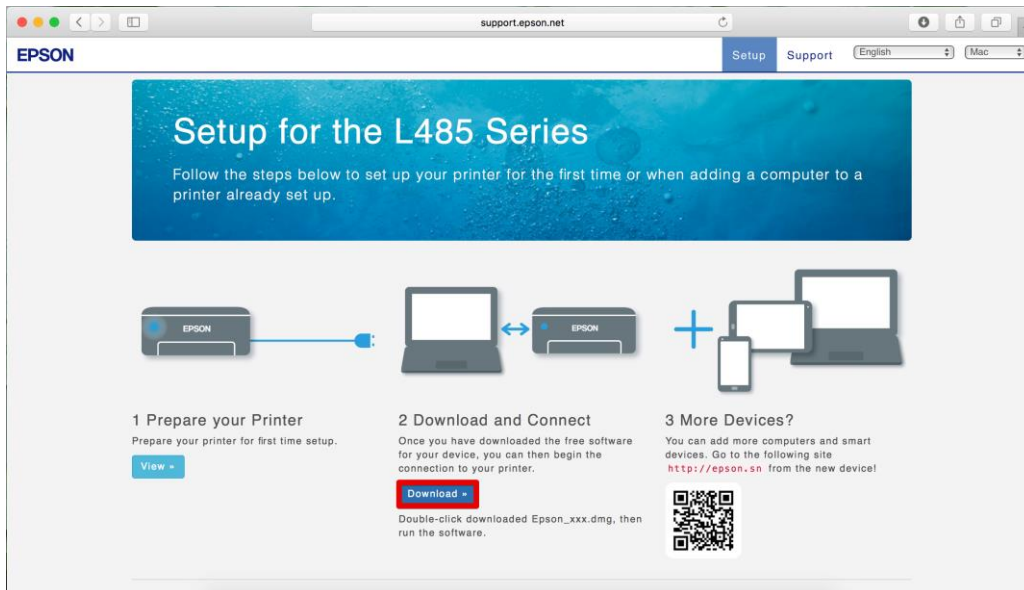 support.epson.net
EPSON
Setup
Support
English
Mac
Setup for the L485 Series
Follow the steps below to set up your printer for the first time or when adding a computer to a
printer already set up.
EPSON
EPSON
1 Prepare your Printer
Prepare your printer for first time setup.
View »
2 Download and Connect
Once you have downloaded the free software
for your device, you can then begin the
connection to your printer.
Download »
Double-click downloaded Epson_xxx.dmg, then
run the software.
3 More Devices?
You can add more computers and smart
devices. Go to the following site
http://epson.sn from the new device!